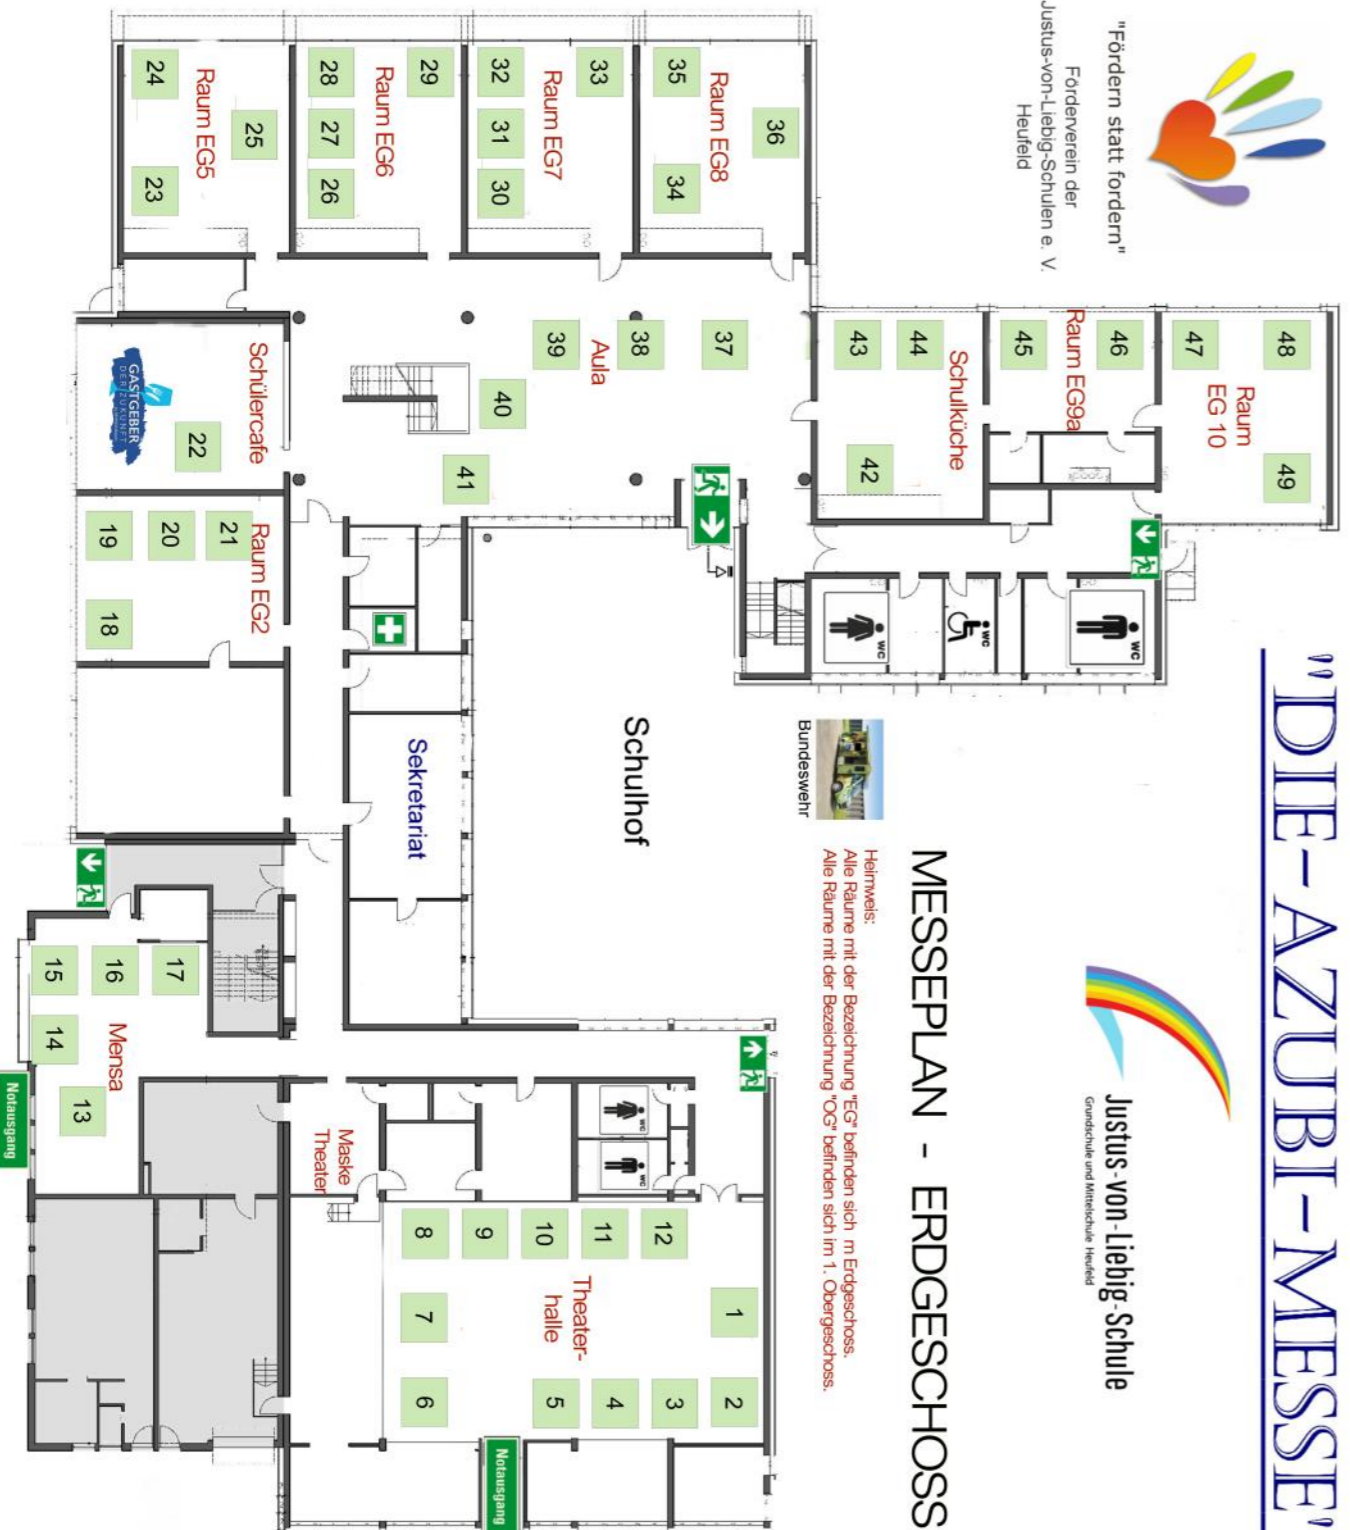 "DIE-AZUBI-MESSE"
"Fördern statt fordern"
Förderverein der
Justus-von-Liebig-Schulen e. V.
Heufeld
Justus-von-Liebig-Schule
Grundschule und Mittelschule Heufeld
MESSEPLAN - ERDGESCHOSS
Heimweis:
Alle Räume mit der Bezeichnung "EG" befinden sich m Erdgeschoss.
Alle Räume mit der Bezeichnung "OG" befinden sich im 1. Obergeschoss.
Bundeswehr
48
49
47
Raum
EG 10
46
45
Raum EG9a
44
43
42
Schulküche
WC
WC
WC
36
35
34
Raum EG8
33
32
31
30
Raum EG7
29
28
27
26
Raum EG6
25
24
23
Raum EG5
37
38
39
Aula
40
41
Schulhof
Schülercafe
22
GASTGEBER
DER ZUKUNFT
Raum EG2
21
20
19
18
Sekretariat
17
16
15
14
13
Mensa
Notausgang
Maske
Theater
WC
WC
12
11
10
9
8
1
7
Theater-
halle
2
3
4
5
6
Notausgang